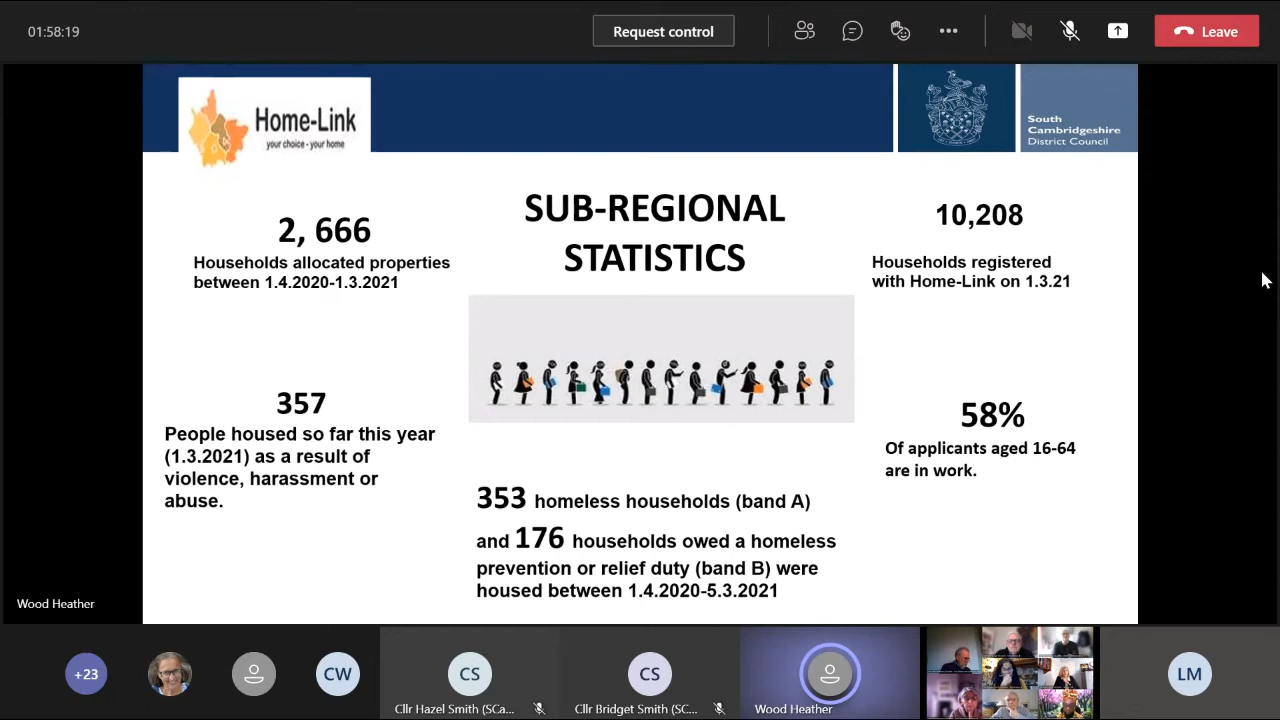 01:58:19
Request control
Leave
Home-Link
your choice - your home
South
Cambridgeshire
District Council
SUB-REGIONAL
STATISTICS
2, 666
Households allocated properties
between 1.4.2020-1.3.2021
10,208
Households registered
with Home-Link on 1.3.21
357
People housed so far this year
(1.3.2021) as a result of
violence, harassment or
abuse.
58%
Of applicants aged 16-64
are in work.
353 homeless households (band A)
and 176 households owed a homeless
prevention or relief duty (band B) were
housed between 1.4.2020-5.3.2021
Wood Heather
+23
CW
CS
Cllr Hazel Smith (SCa...
CS
Cllr Bridget Smith (SC...
Wood Heather
LM